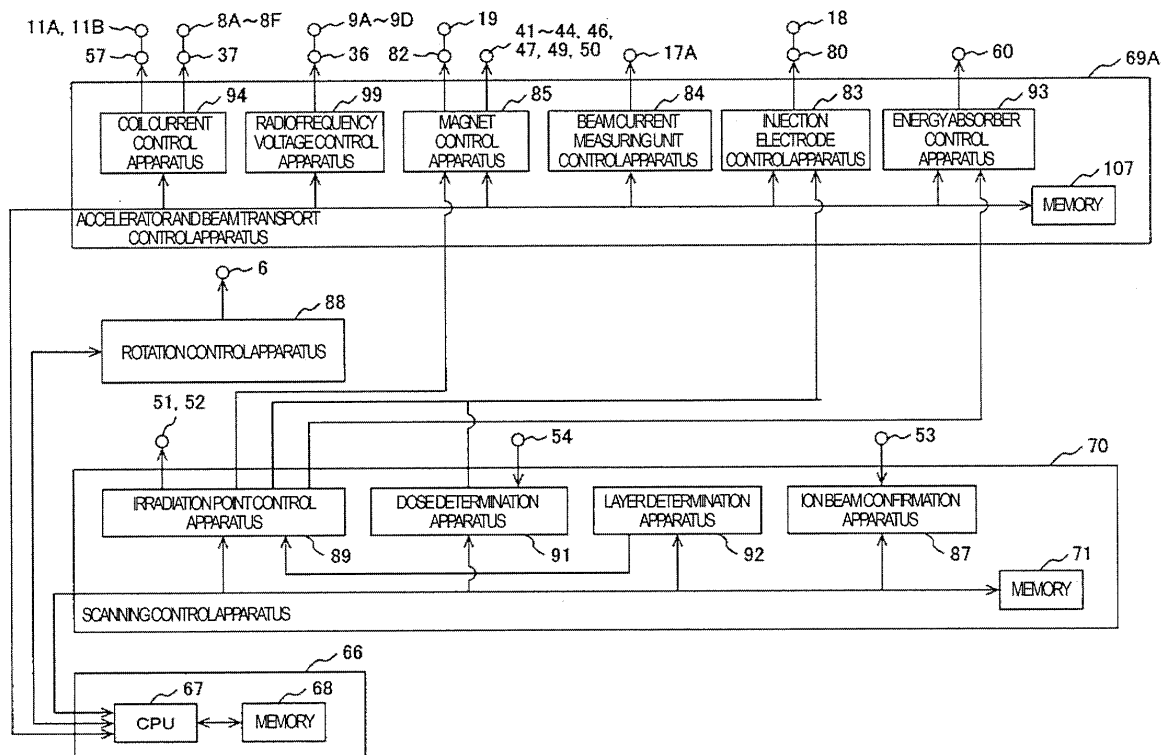 11A, 11B
8A~8F
9A~9D
19
41~44, 46,
47, 49, 50
18
57
37
36
82
17A
80
60
69A
94
99
85
84
83
93
COIL CURRENT
CONTROL
APPARATUS
RADIOFREQUENCY
VOLTAGE CONTROL
APPARATUS
MAGNET
CONTROL
APPARATUS
BEAM CURRENT
MEASURING UNIT
CONTROL APPARATUS
INJECTION
ELECTRODE
CONTROL APPARATUS
ENERGY ABSORBER
CONTROL
APPARATUS
107
MEMORY
ACCELERATOR AND BEAM TRANSPORT
CONTROL APPARATUS
6
88
ROTATION CONTROL APPARATUS
51, 52
54
53
70
IRRADIATION POINT CONTROL
APPARATUS
DOSE DETERMINATION
APPARATUS
LAYER DETERMINATION
APPARATUS
ION BEAM CONFIRMATION
APPARATUS
89
91
92
87
71
MEMORY
SCANNING CONTROL APPARATUS
66
67
68
CPU
MEMORY